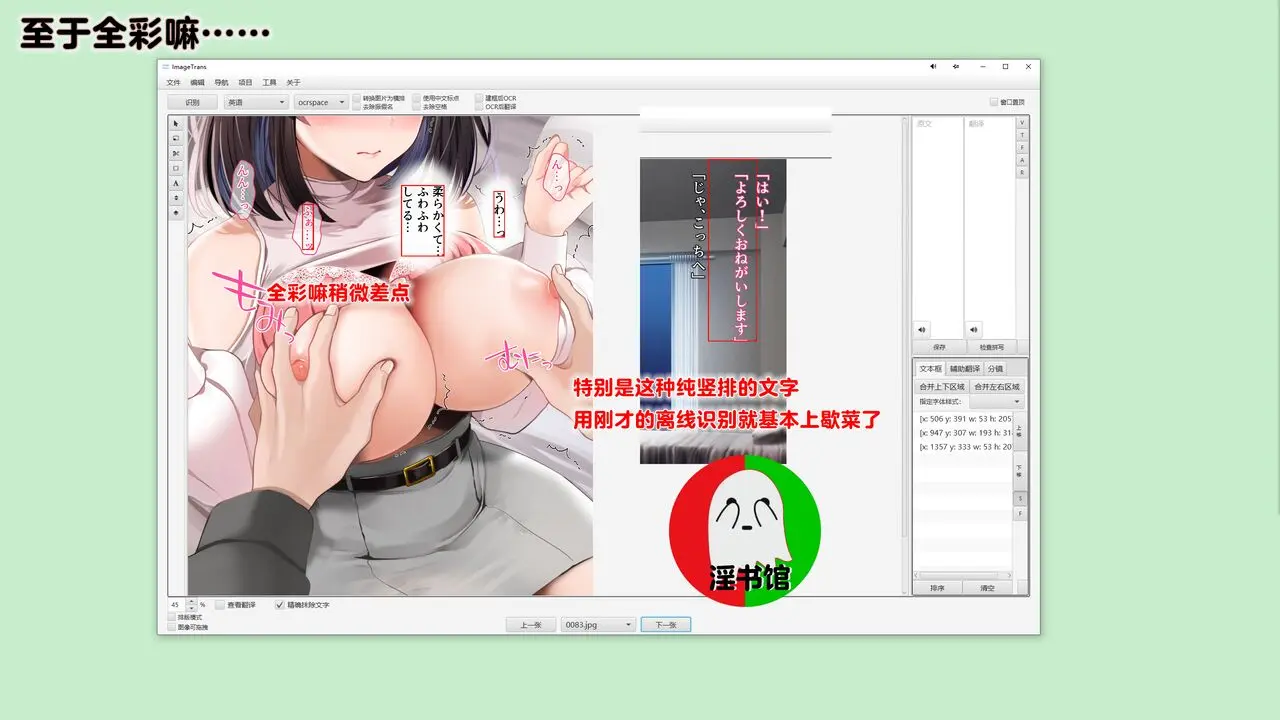 至于全彩嘛……
ImageTrans
文件 编辑 导航 项目 工具 关于
识别 英语 ocrspace 转换图片为横排 使用中文标点 建框后OCR
去除振假名 去除空格 OCR后翻译
窗口置顶
原文 翻译
V
T
F
A
R
んん…っ
ふぁ…っ
柔らかくて…
ふわふわ
してる…
うわ…っ
ん…っ
もみっ
むにっ
「はい！」
「よろしくおねがいします」
「じゃ、こっちへ」
全彩嘛稍微差点
特别是这种纯竖排的文字
用刚才的离线识别就基本上歇菜了
淫书馆
保存 检查拼写
文本框 辅助翻译 分镜
合并上下区域 合并左右区域
指定字体样式：
[x: 506 y: 391 w: 53 h: 205
[x: 947 y: 307 w: 193 h: 31
[x: 1357 y: 333 w: 53 h: 20
上移
下移
S
F
排序 清空
45 % 查看翻译 精确抹除文字
排版模式
图像可拖拽
上一张 0083.jpg 下一张